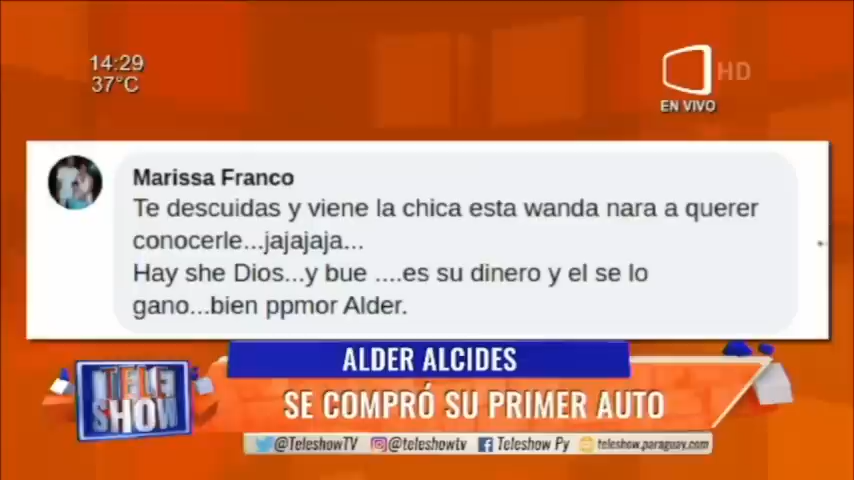 14:29
37°C
HD
EN VIVO
Marissa Franco
Te descuidas y viene la chica esta wanda nara a querer
conocerle...jajajaja...
Hay she Dios...y bue ....es su dinero y el se lo
gano...bien ppmor Alder.
ALDER ALCIDES
SE COMPRÓ SU PRIMER AUTO
TELE
SHOW
@TeleshowTV @teleshowtv Teleshow Py teleshow.paraguay.com